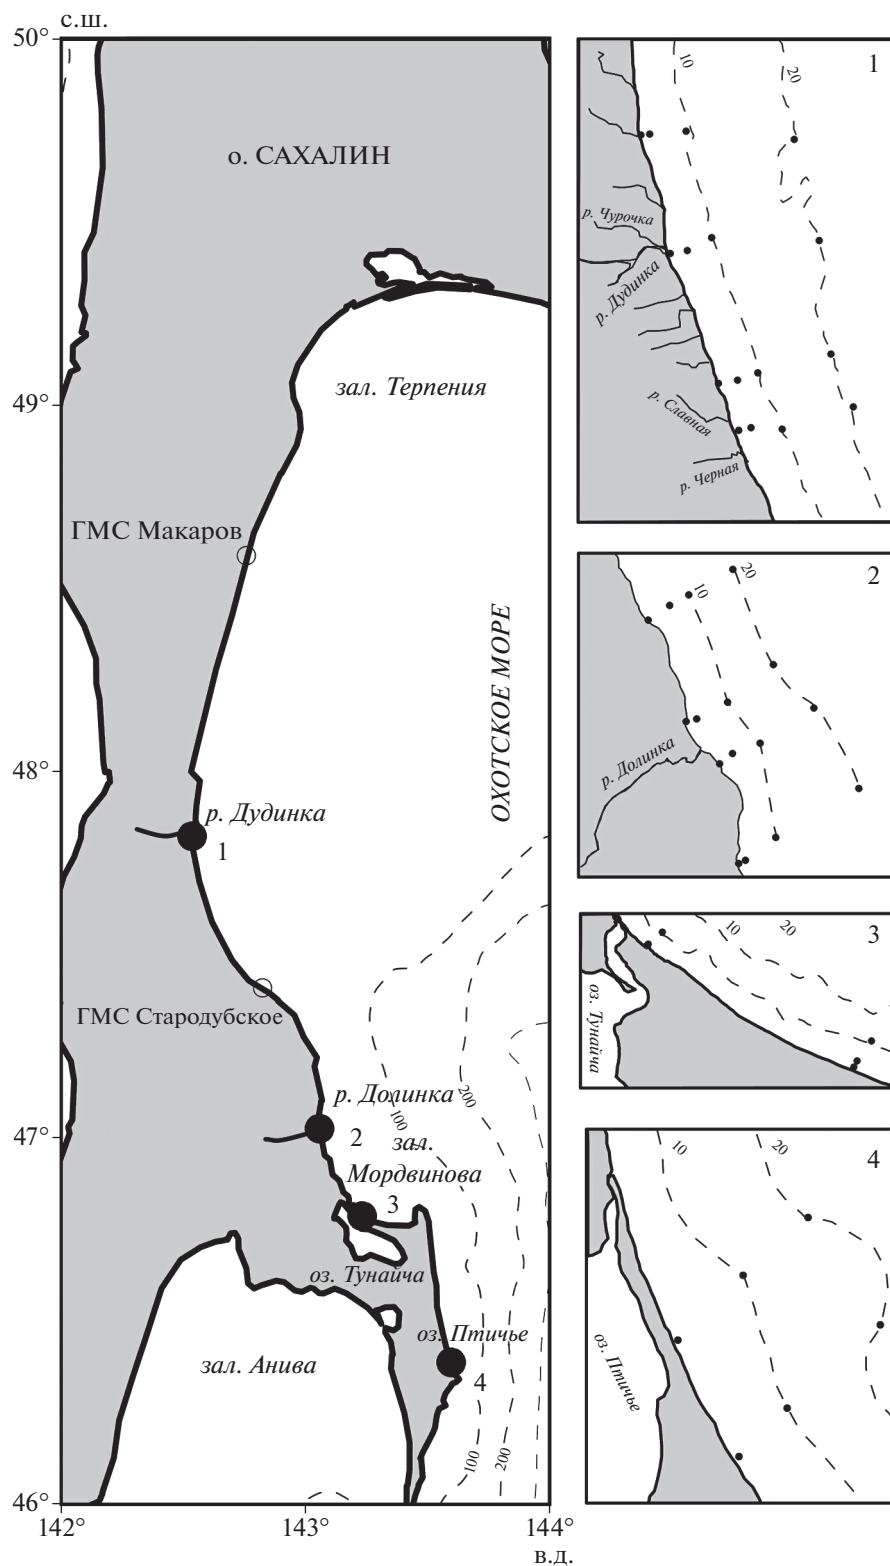 с.ш.
50°
о. САХАЛИН
зал. Терпения
49°
ГМС Макаров
ОХОТСКОЕ МОРЕ
48°
р. Дудинка
1
ГМС Стародубское
р. Долинка
100
200
47°
2
зал.
Мордвинова
3
оз. Тунайча
оз. Птичье
зал. Анива
4
100
200
46°
142°
143°
144°
в.д.
1
10
20
р. Чурочка
р. Дудинка
р. Славная
р. Черная
2
10
20
р. Долинка
3
10
20
оз. Тунайча
4
10
20
оз. Птичье